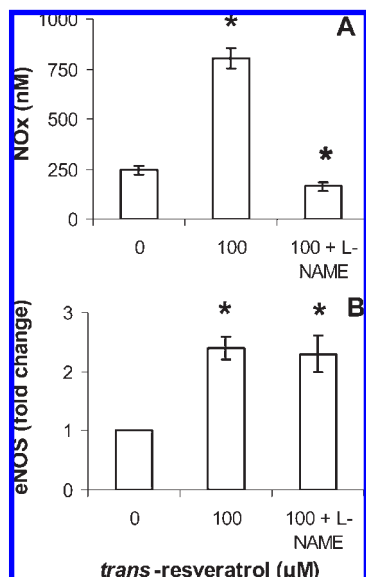 1000
*
A
750
500
250
*
0
NOx (nM)
0
100
100 + L-
NAME
3
*
*
B
2
1
0
eNOS (fold change)
0
100
100 + L-
NAME
trans-resveratrol (µM)